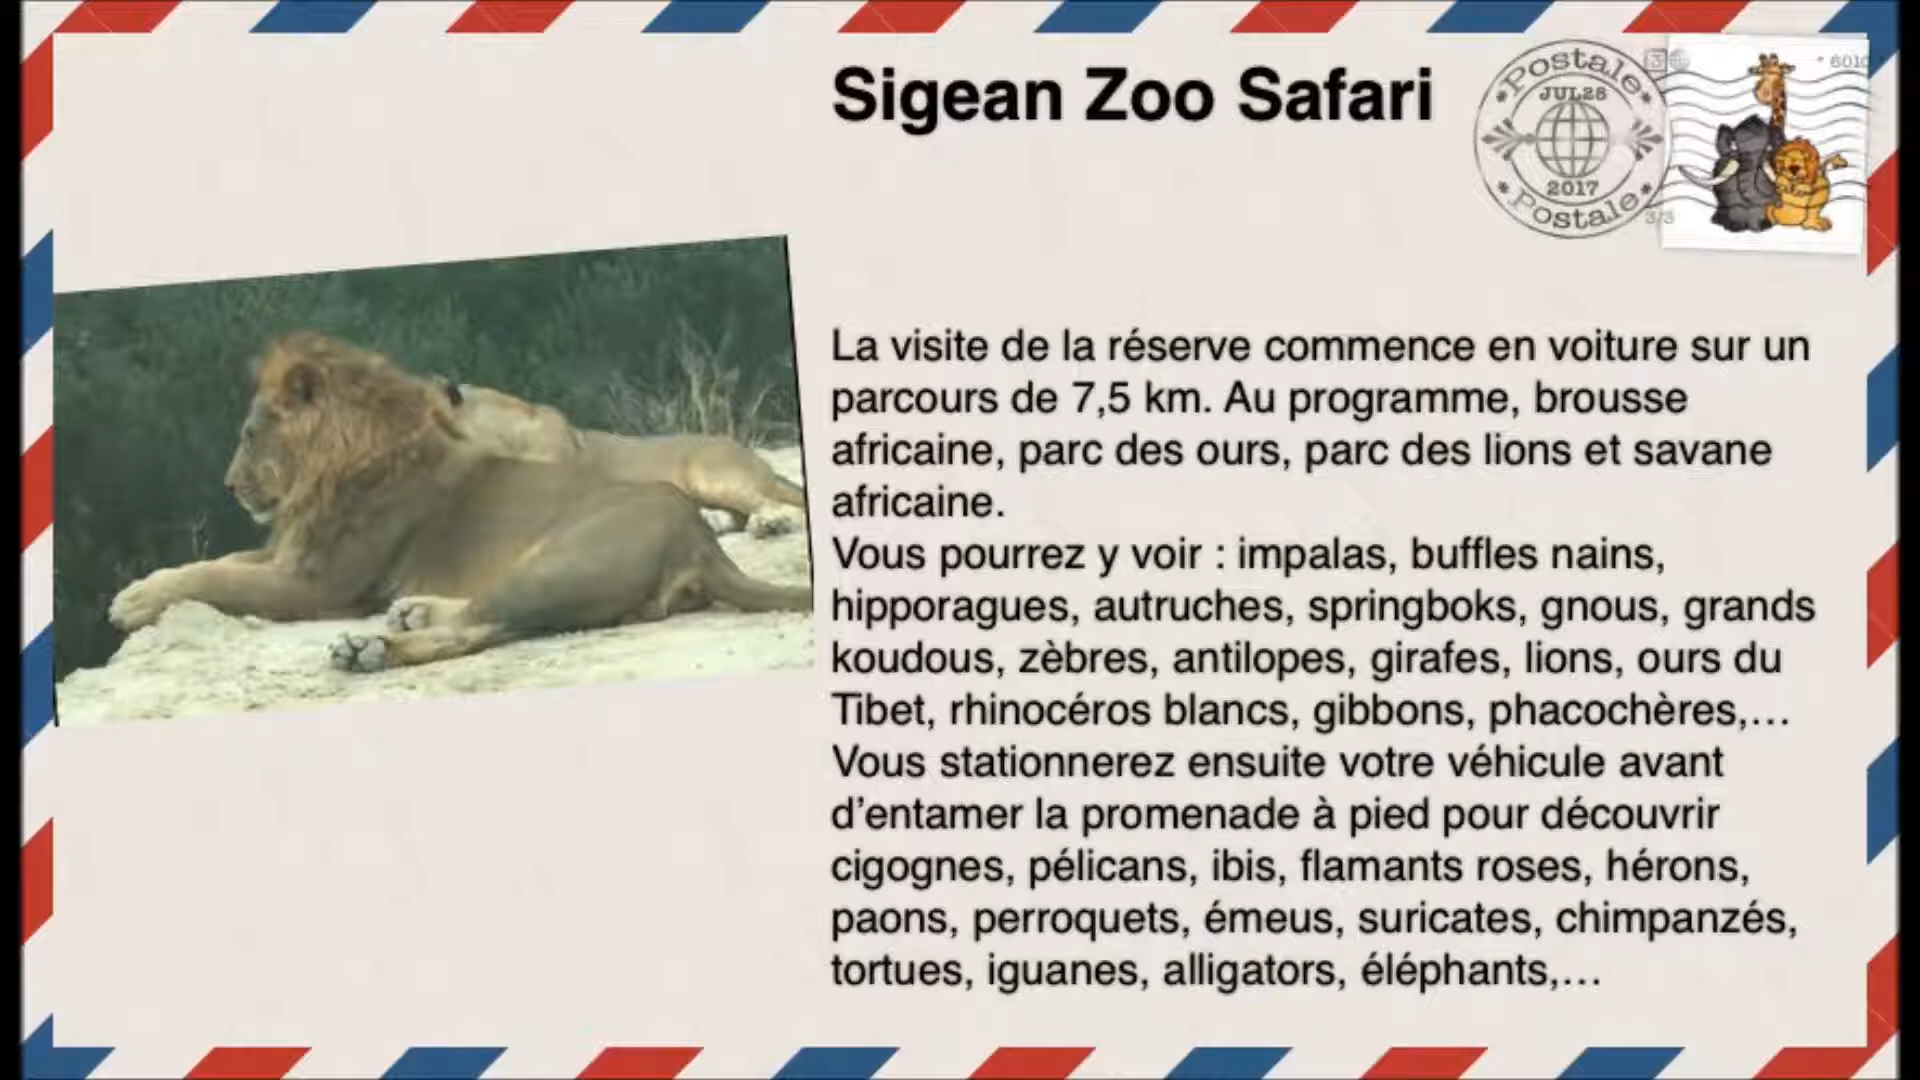 Sigean Zoo Safari
Postale
JUL28
2017
Postale
3/3
La visite de la réserve commence en voiture sur un
parcours de 7,5 km. Au programme, brousse
africaine, parc des ours, parc des lions et savane
africaine.
Vous pourrez y voir : impalas, buffles nains,
hipporagues, autruches, springboks, gnous, grands
koudous, zèbres, antilopes, girafes, lions, ours du
Tibet, rhinocéros blancs, gibbons, phacochères,…
Vous stationnerez ensuite votre véhicule avant
d’entamer la promenade à pied pour découvrir
cigognes, pélicans, ibis, flamants roses, hérons,
paons, perroquets, émeus, suricates, chimpanzés,
tortues, iguanes, alligators, éléphants,…